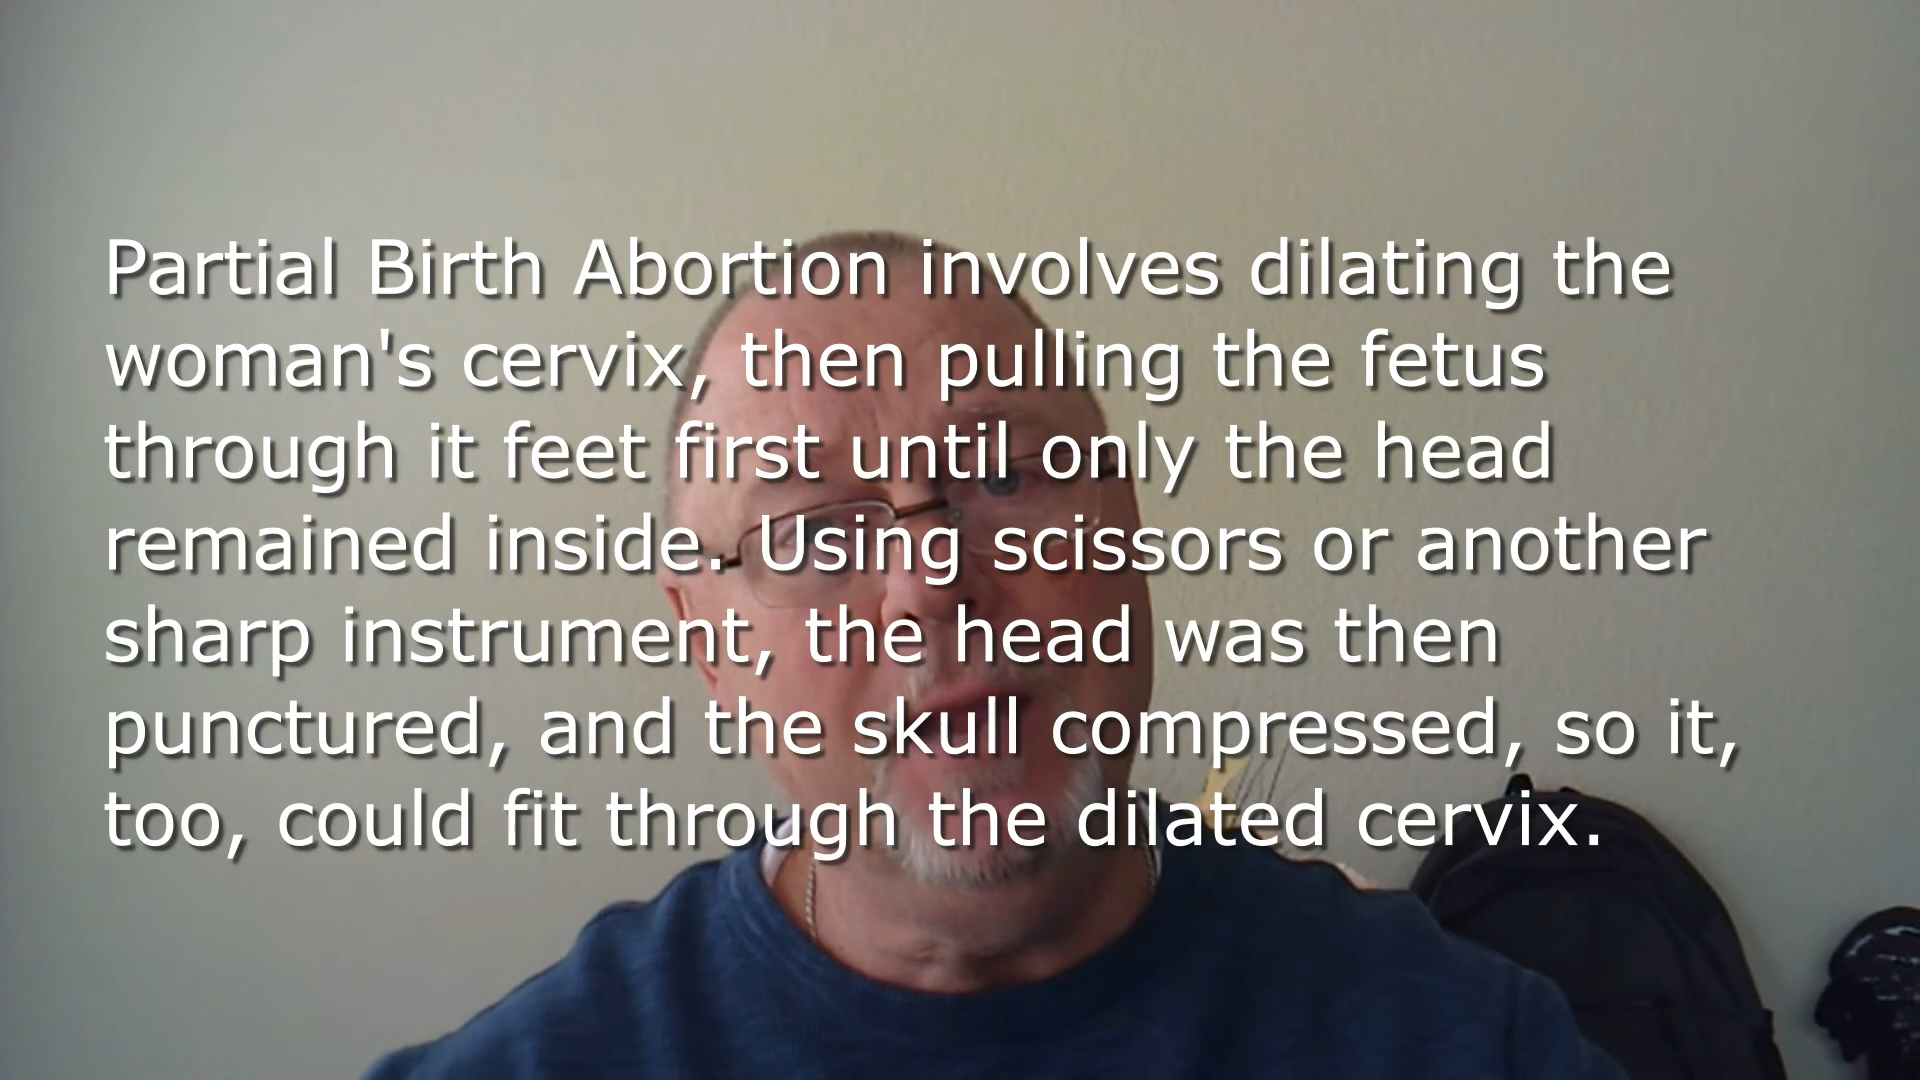 Partial Birth Abortion involves dilating the
woman's cervix, then pulling the fetus
through it feet first until only the head
remained inside. Using scissors or another
sharp instrument, the head was then
punctured, and the skull compressed, so it,
too, could fit through the dilated cervix.